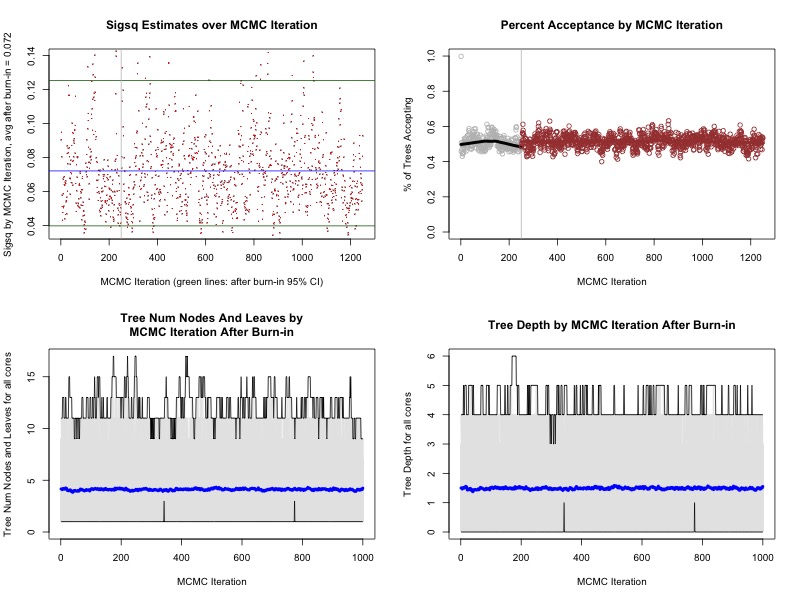 Sigsq Estimates over MCMC Iteration
Sigsq by MCMC Iteration, avg after burn-in = 0.072
0.14
0.12
0.10
0.08
0.06
0.04
0 200 400 600 800 1000 1200
MCMC Iteration (green lines: after burn-in 95% CI)
Percent Acceptance by MCMC Iteration
% of Trees Accepting
1.0
0.8
0.6
0.4
0.2
0.0
0 200 400 600 800 1000 1200
MCMC Iteration
Tree Num Nodes And Leaves by
MCMC Iteration After Burn-in
Tree Num Nodes and Leaves for all cores
15
10
5
0
0 200 400 600 800 1000
MCMC Iteration
Tree Depth by MCMC Iteration After Burn-in
Tree Depth for all cores
6
5
4
3
2
1
0
0 200 400 600 800 1000
MCMC Iteration